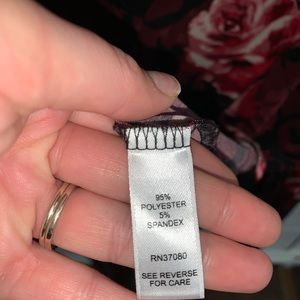 95%
POLYESTER
5%
SPANDEX
RN37080
SEE REVERSE
FOR CARE